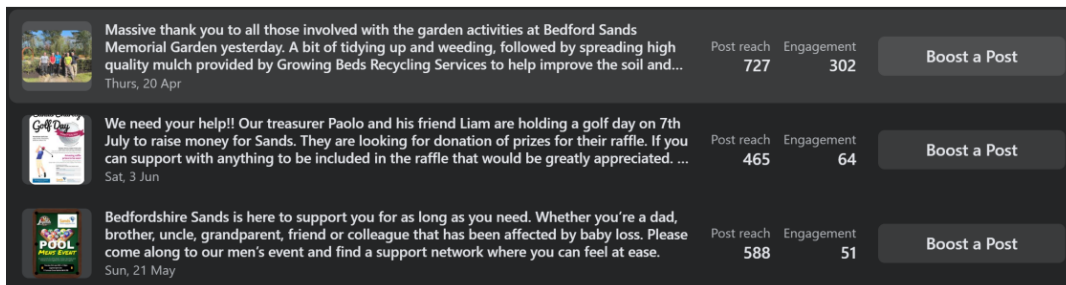 Massive thank you to all those involved with the garden activities at Bedford Sands
Memorial Garden yesterday. A bit of tidying up and weeding, followed by spreading high
quality mulch provided by Growing Beds Recycling Services to help improve the soil and...
Thurs, 20 Apr
Post reach Engagement
727 302
Boost a Post
Golf Day
We need your help!! Our treasurer Paolo and his friend Liam are holding a golf day on 7th
July to raise money for Sands. They are looking for donation of prizes for their raffle. If you
can support with anything to be included in the raffle that would be greatly appreciated. ...
Sat, 3 Jun
Post reach Engagement
465 64
Boost a Post
POOL
MENS EVENT
Bedfordshire Sands is here to support you for as long as you need. Whether you're a dad,
brother, uncle, grandparent, friend or colleague that has been affected by baby loss. Please
come along to our men's event and find a support network where you can feel at ease.
Sun, 21 May
Post reach Engagement
588 51
Boost a Post